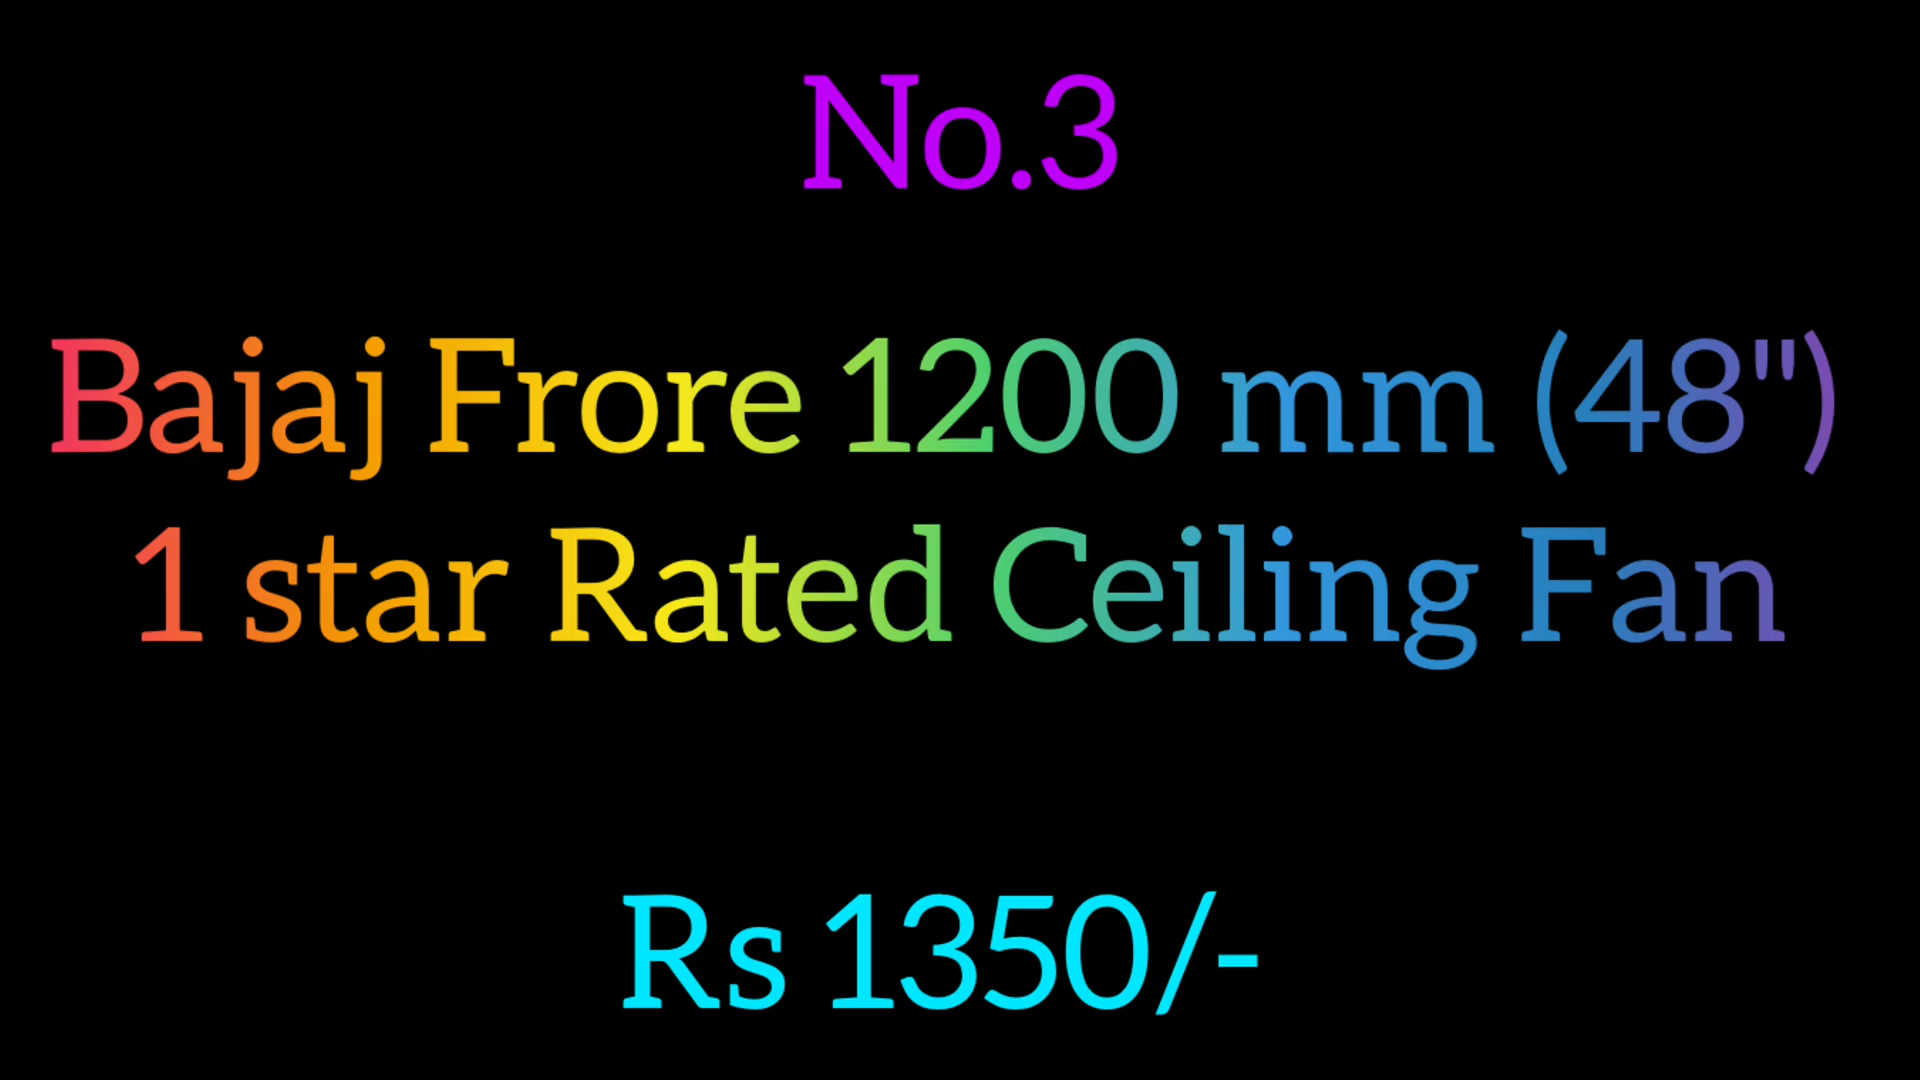 No.3
Bajaj Frore 1200 mm (48")
1 star Rated Ceiling Fan
Rs 1350/-